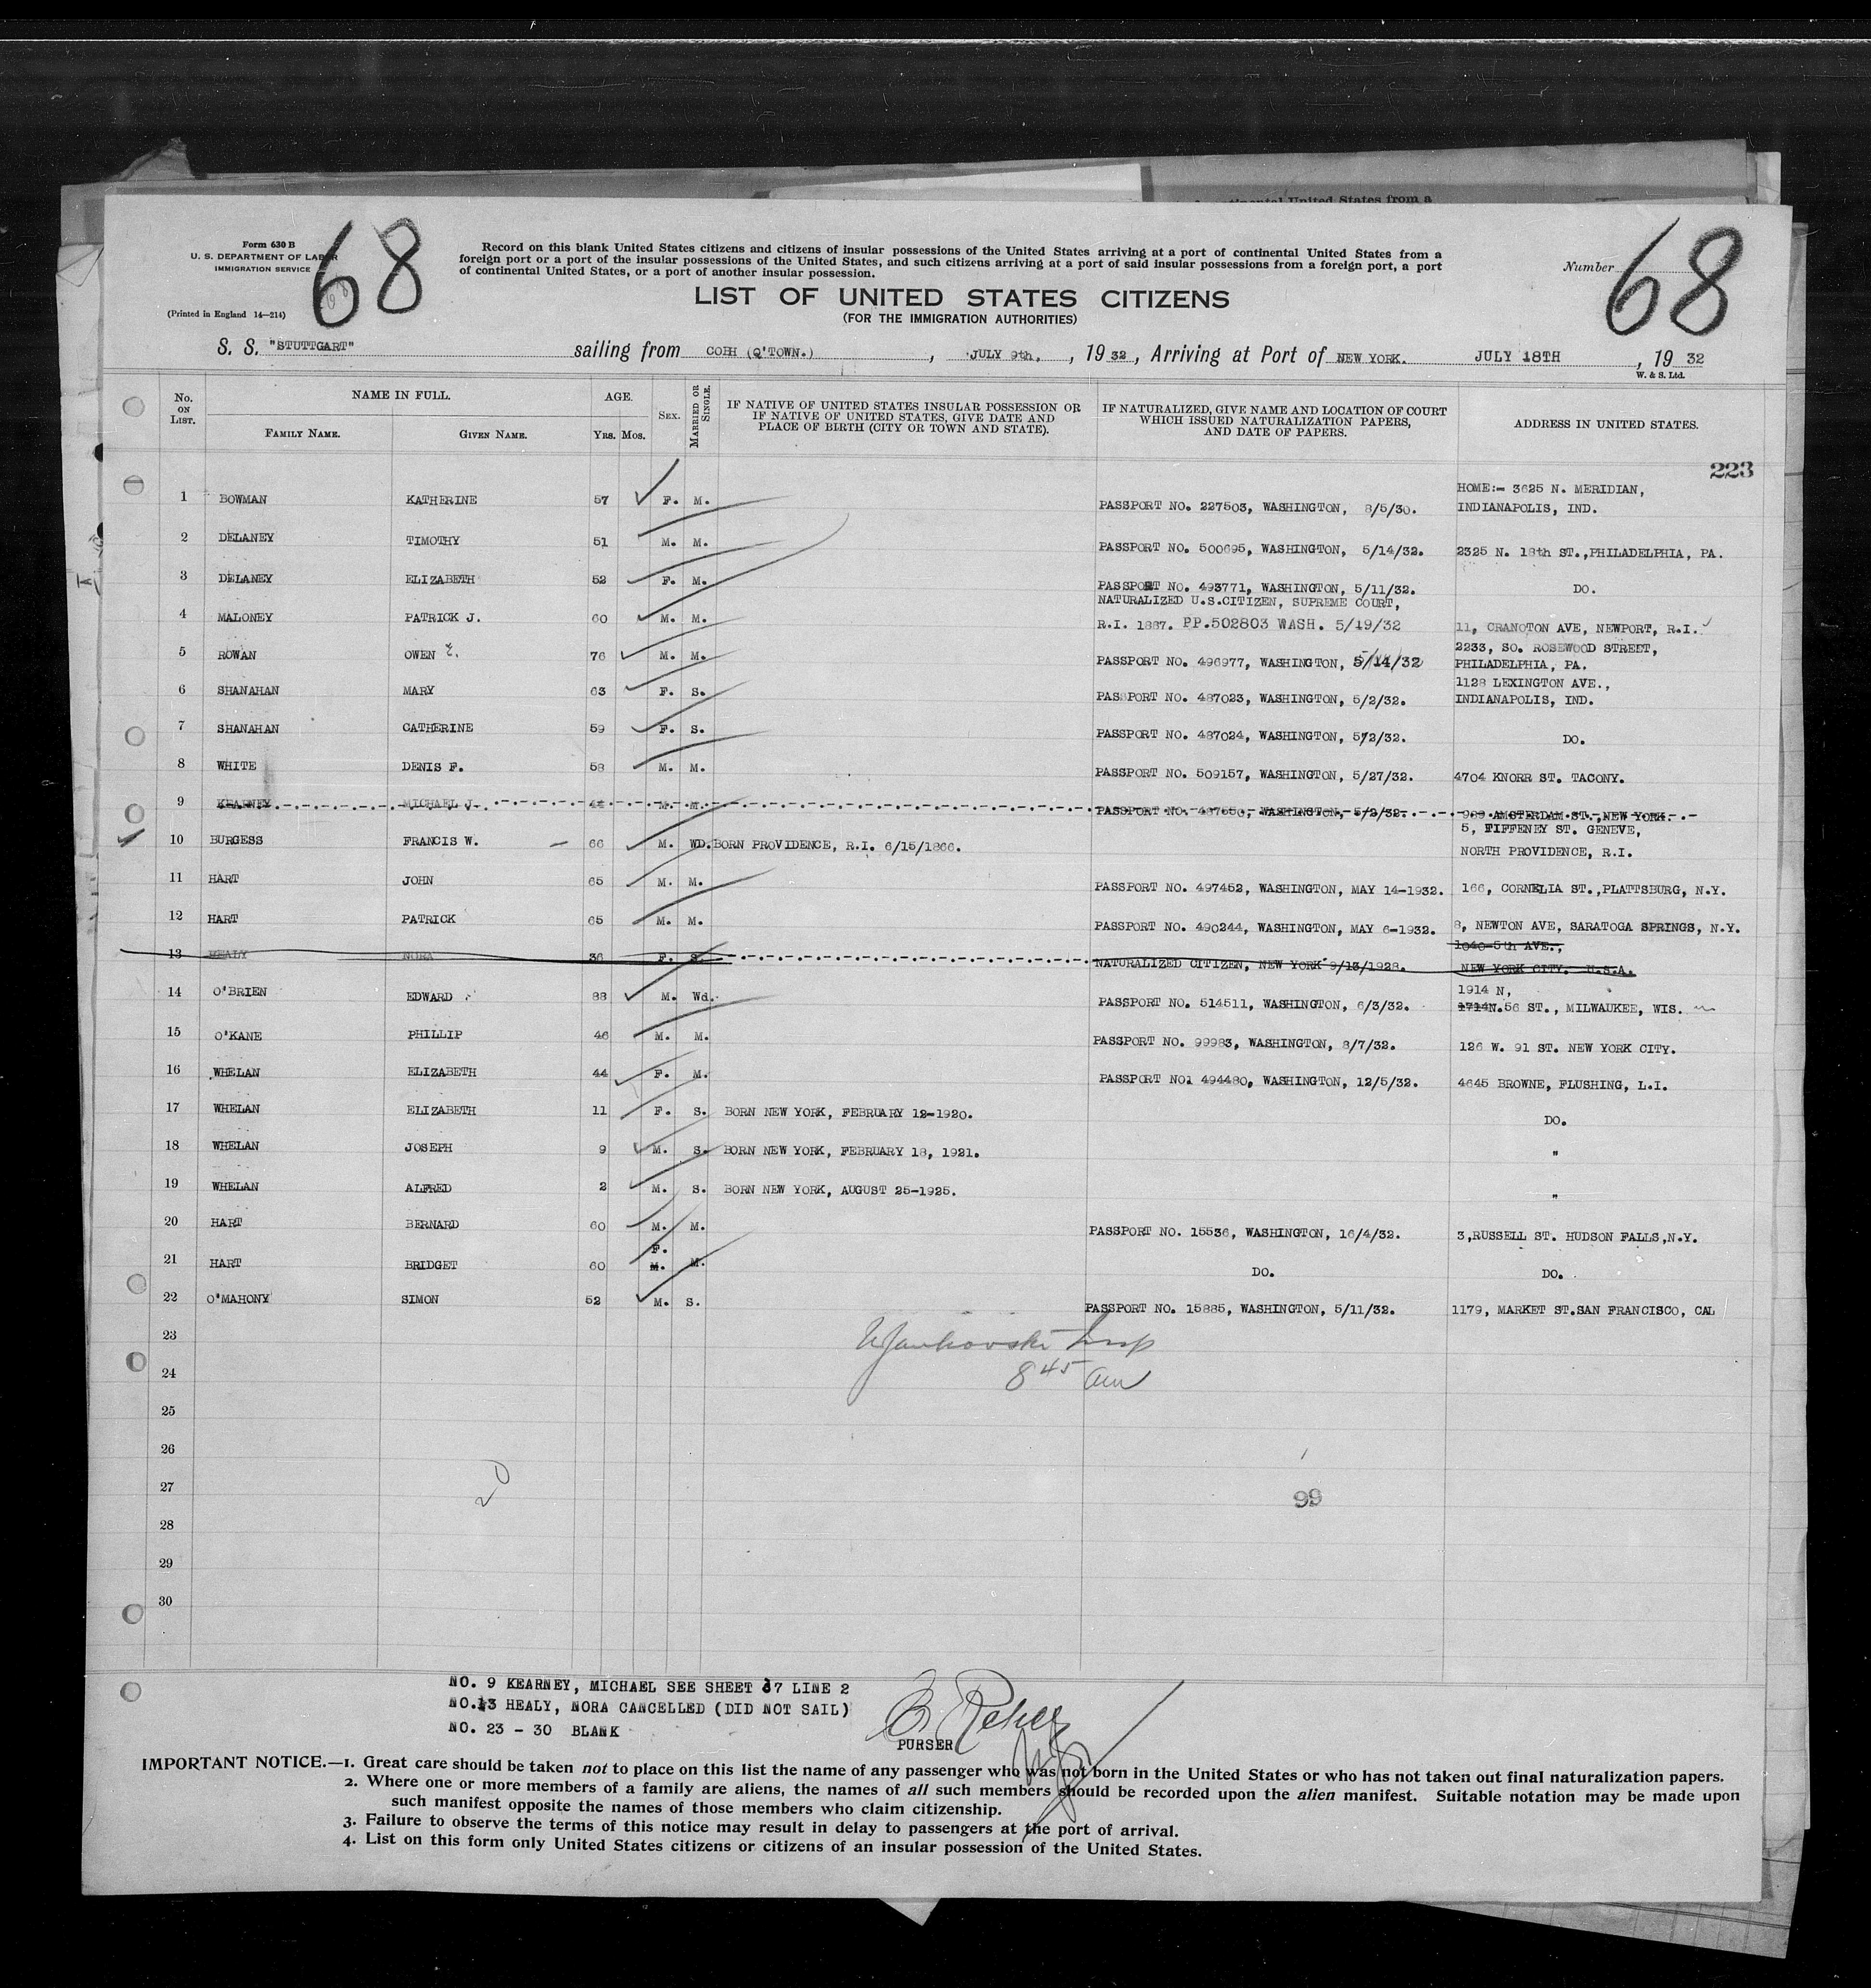 Form 630 B
U. S. DEPARTMENT OF LABOR
IMMIGRATION SERVICE
(Printed in England 14—214)
68
Record on this blank United States citizens and citizens of insular possessions of the United States arriving at a port of continental United States from a
foreign port or a port of the insular possessions of the United States, and such citizens arriving at a port of said insular possessions from a foreign port, a port
of continental United States, or a port of another insular possession.
Number 68
LIST OF UNITED STATES CITIZENS
(FOR THE IMMIGRATION AUTHORITIES)
S. S. "STUTTGART" sailing from COBH (Q'TOWN.), JULY 9th, , 1932, Arriving at Port of NEW YORK. JULY 18TH, 1932
W. & S. Ltd.
No. ON LIST. NAME IN FULL. FAMILY NAME. GIVEN NAME. AGE. YRS. MOS. SEX. MARRIED OR SINGLE. IF NATIVE OF UNITED STATES INSULAR POSSESSION OR IF NATIVE OF UNITED STATES, GIVE DATE AND PLACE OF BIRTH (CITY OR TOWN AND STATE). IF NATURALIZED, GIVE NAME AND LOCATION OF COURT WHICH ISSUED NATURALIZATION PAPERS, AND DATE OF PAPERS. ADDRESS IN UNITED STATES.
223
1 BOWMAN KATHERINE 57 F. M. PASSPORT NO. 227503, WASHINGTON, 8/5/30. HOME:- 3625 N. MERIDIAN, INDIANAPOLIS, IND.
2 DELANEY TIMOTHY 51 M. M. PASSPORT NO. 500695, WASHINGTON, 5/14/32. 2325 N. 18th ST.,PHILADELPHIA, PA.
3 DELANEY ELIZABETH 52 F. M. PASSPORT NO. 493771, WASHINGTON, 5/11/32. DO.
4 MALONEY PATRICK J. 60 M. M. NATURALIZED U.S.CITIZEN, SUPREME COURT, R.I. 1887. PP.502803 WASH. 5/19/32 11, CRANOTON AVE, NEWPORT, R.I.
5 ROWAN OWEN E. 76 M. M. PASSPORT NO. 496977, WASHINGTON, 5/14/32 2233, SO. ROSEWOOD STREET, PHILADELPHIA, PA.
6 SHANAHAN MARY 63 F. S. PASSPORT NO. 487023, WASHINGTON, 5/2/32. 1128 LEXINGTON AVE., INDIANAPOLIS, IND.
7 SHANAHAN CATHERINE 59 F. S. PASSPORT NO. 487024, WASHINGTON, 5/2/32. DO.
8 WHITE DENIS F. 58 M. M. PASSPORT NO. 509157, WASHINGTON, 5/27/32. 4704 KNORR ST. TACONY.
9 KEARNEY MICHAEL J. M. M. PASSPORT NO. WASHINGTON, 5/2/32. AMSTERDAM ST., NEW YORK.
10 BURGESS FRANCIS W. 66 M. WD. BORN PROVIDENCE, R.I. 6/15/1866. 5, TIFFENEY ST. GENEVE, NORTH PROVIDENCE, R.I.
11 HART JOHN 65 M. M. PASSPORT NO. 497452, WASHINGTON, MAY 14-1932. 166, CORNELIA ST.,PLATTSBURG, N.Y.
12 HART PATRICK 65 M. M. PASSPORT NO. 490244, WASHINGTON, MAY 6-1932. 8, NEWTON AVE, SARATOGA SPRINGS, N.Y.
13 HEALY NORA 36 F. S. NATURALIZED CITIZEN, NEW YORK 9/13/1928. 1040-5th AVE., NEW YORK CITY. U.S.A.
14 O'BRIEN EDWARD 88 M. Wd. PASSPORT NO. 514511, WASHINGTON, 6/3/32. 1914 N, 1714N.56 ST., MILWAUKEE, WIS.
15 O'KANE PHILLIP 46 M. M. PASSPORT NO. 99983, WASHINGTON, 8/7/32. 126 W. 91 ST. NEW YORK CITY.
16 WHELAN ELIZABETH 44 F. M. PASSPORT NO1 494480, WASHINGTON, 12/5/32. 4645 BROWNE, FLUSHING, L.I.
17 WHELAN ELIZABETH 11 F. S. BORN NEW YORK, FEBRUARY 12-1920. DO.
18 WHELAN JOSEPH 9 M. S. BORN NEW YORK, FEBRUARY 18, 1921. "
19 WHELAN ALFRED 2 M. S. BORN NEW YORK, AUGUST 25-1925. "
20 HART BERNARD 60 M. M. PASSPORT NO. 15536, WASHINGTON, 16/4/32. 3,RUSSELL ST. HUDSON FALLS,N.Y.
21 HART BRIDGET 60 F. M. M. DO. DO.
22 O'MAHONY SIMON 52 M. S. PASSPORT NO. 15885, WASHINGTON, 5/11/32. 1179, MARKET ST.SAN FRANCISCO, CAL
23
Insp
24
8 45 am
25
26
27
99
28
29
30
20
NO. 9 KEARNEY, MICHAEL SEE SHEET 67 LINE 2
NO.13 HEALY, NORA CANCELLED (DID NOT SAIL)
NO. 23 - 30 BLANK
PURSER
IMPORTANT NOTICE.—1. Great care should be taken not to place on this list the name of any passenger who was not born in the United States or who has not taken out final naturalization papers.
2. Where one or more members of a family are aliens, the names of all such members should be recorded upon the alien manifest. Suitable notation may be made upon
such manifest opposite the names of those members who claim citizenship.
3. Failure to observe the terms of this notice may result in delay to passengers at the port of arrival.
4. List on this form only United States citizens or citizens of an insular possession of the United States.